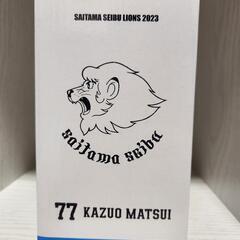 SAITAMA SEIBU LIONS 2023
saitama seibu
77 KAZUO MATSUI